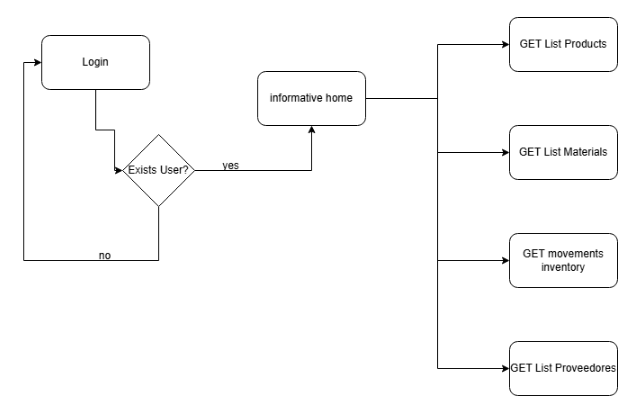 Login
Exists User?
yes
no
informative home
GET List Products
GET List Materials
GET movements
inventory
GET List Proveedores